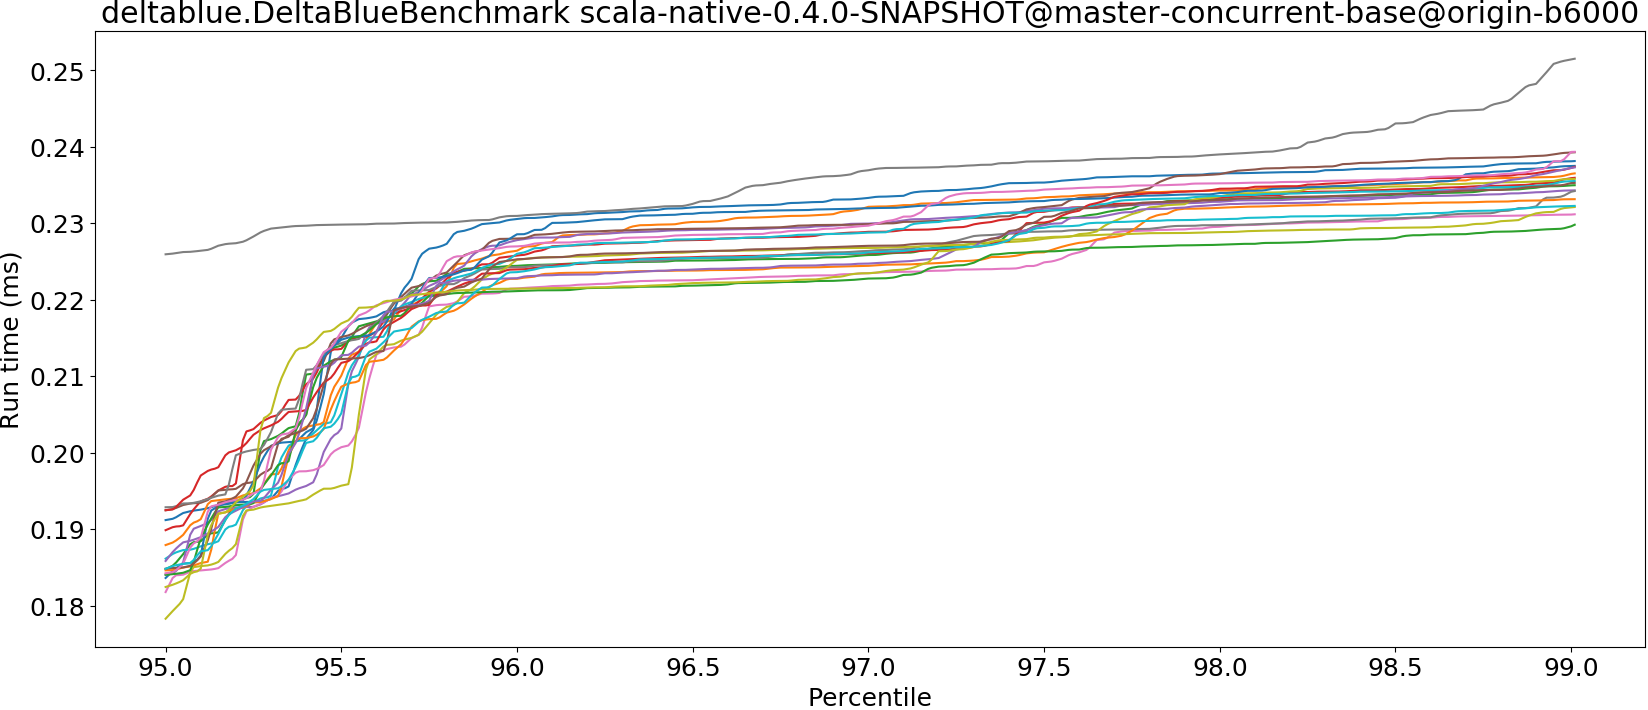 deltablue.DeltaBlueBenchmark scala-native-0.4.0-SNAPSHOT@master-concurrent-base@origin-b6000
0.25
0.24
0.23
0.22
0.21
0.20
0.19
0.18
Run time (ms)
95.0 95.5 96.0 96.5 97.0 97.5 98.0 98.5 99.0
Percentile